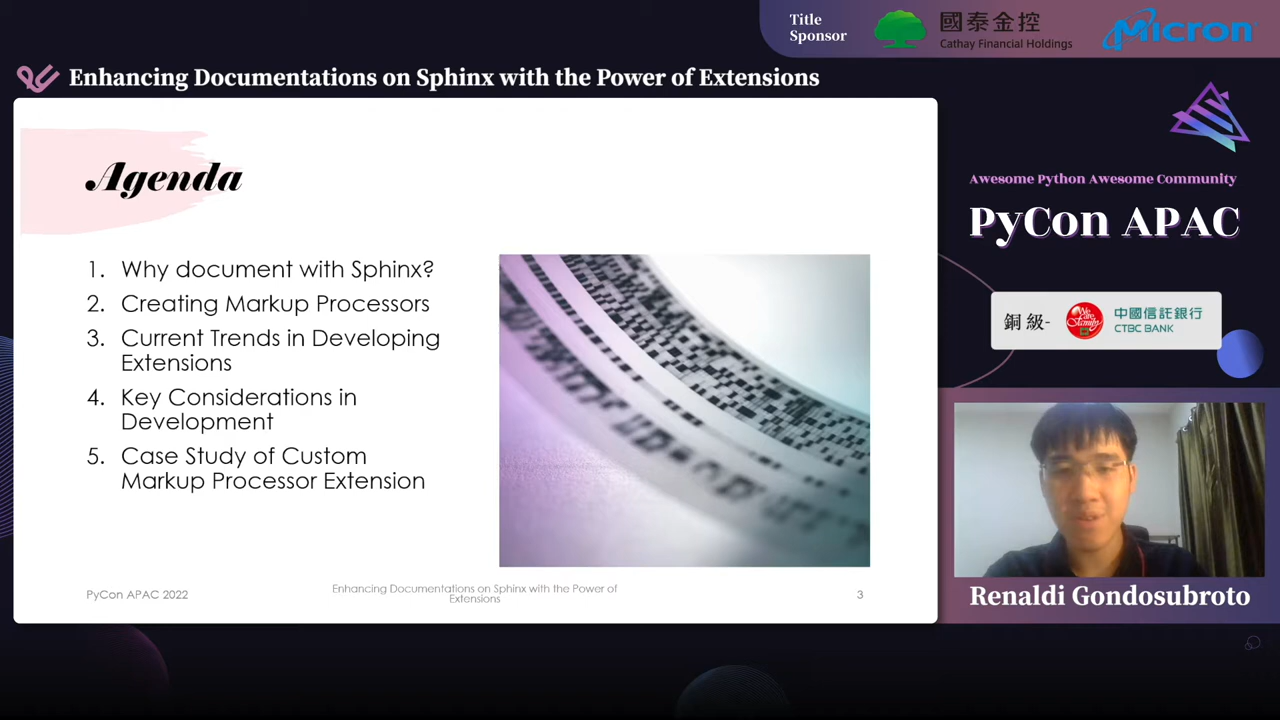 Title
Sponsor
國泰金控
Cathay Financial Holdings
Micron
Enhancing Documentations on Sphinx with the Power of Extensions
Agenda
1. Why document with Sphinx?
2. Creating Markup Processors
3. Current Trends in Developing
Extensions
4. Key Considerations in
Development
5. Case Study of Custom
Markup Processor Extension
PyCon APAC 2022
Enhancing Documentations on Sphinx with the Power of
Extensions
3
Awesome Python Awesome Community
PyCon APAC
銅級-
We are
Family
中國信託銀行
CTBC BANK
Renaldi Gondosubroto